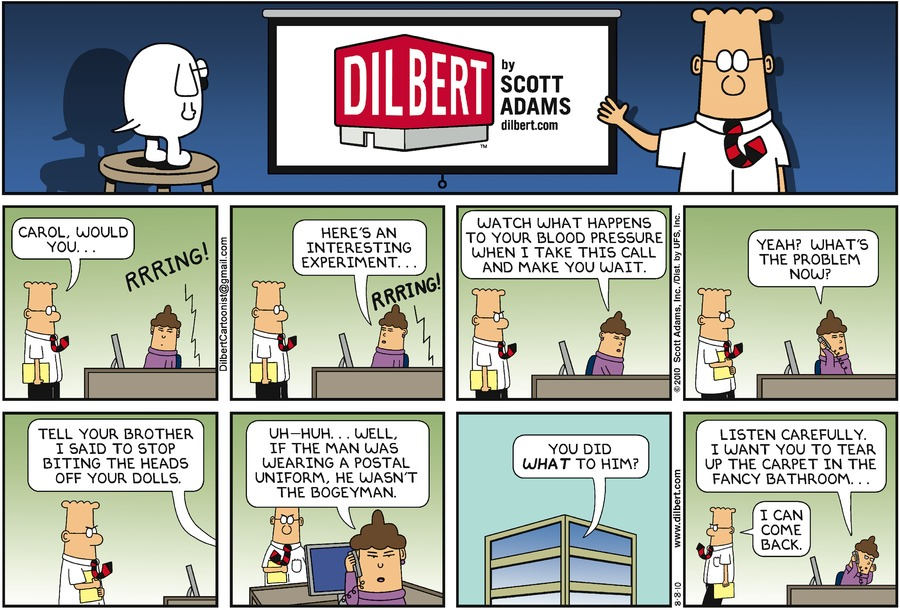 DILBERT
TM
by
SCOTT
ADAMS
dilbert.com
CAROL, WOULD
YOU...
RRRING!
DilbertCartoonist@gmail.com
HERE'S AN
INTERESTING
EXPERIMENT...
RRRING!
WATCH WHAT HAPPENS
TO YOUR BLOOD PRESSURE
WHEN I TAKE THIS CALL
AND MAKE YOU WAIT.
©2010 Scott Adams, Inc./Dist. by UFS, Inc.
YEAH? WHAT'S
THE PROBLEM
NOW?
TELL YOUR BROTHER
I SAID TO STOP
BITING THE HEADS
OFF YOUR DOLLS.
UH-HUH... WELL,
IF THE MAN WAS
WEARING A POSTAL
UNIFORM, HE WASN'T
THE BOGEYMAN.
YOU DID
WHAT TO HIM?
8-8-10 www.dilbert.com
LISTEN CAREFULLY.
I WANT YOU TO TEAR
UP THE CARPET IN THE
FANCY BATHROOM...
I CAN
COME
BACK.